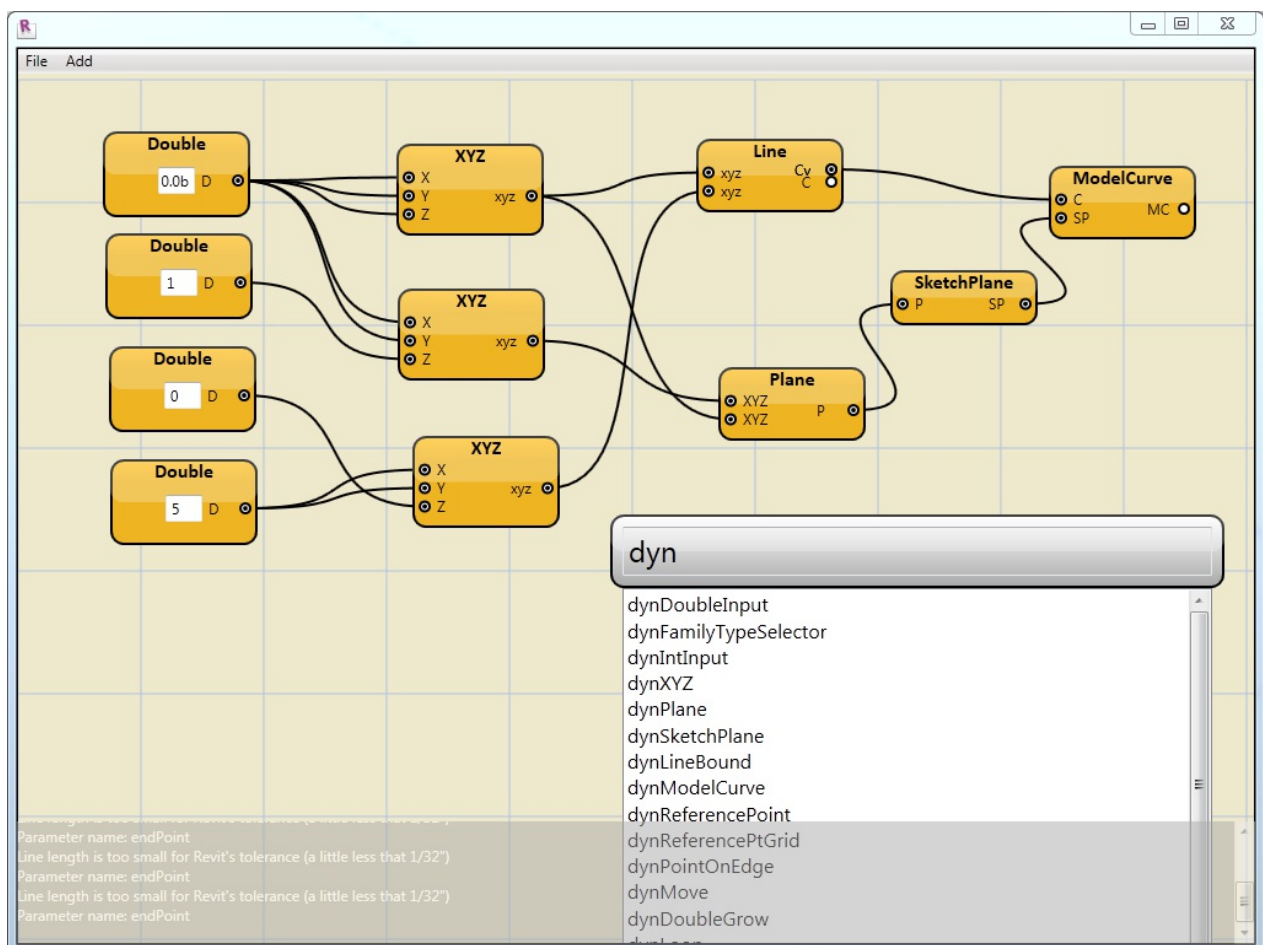 R
File Add
Double
0.0b D
Double
1 D
Double
0 D
Double
5 D
XYZ
X
Y
Z
xyz
XYZ
X
Y
Z
xyz
XYZ
X
Y
Z
xyz
Line
xyz
xyz
Cv
C
Plane
XYZ
XYZ
P
SketchPlane
P SP
ModelCurve
C
SP
MC
dyn
dynDoubleInput
dynFamilyTypeSelector
dynIntInput
dynXYZ
dynPlane
dynSketchPlane
dynLineBound
dynModelCurve
dynReferencePoint
dynReferencePtGrid
dynPointOnEdge
dynMove
dynDoubleGrow
Parameter name: endPoint
Line length is too small for Revit's tolerance (a little less that 1/32")
Parameter name: endPoint
Line length is too small for Revit's tolerance (a little less that 1/32")
Parameter name: endPoint